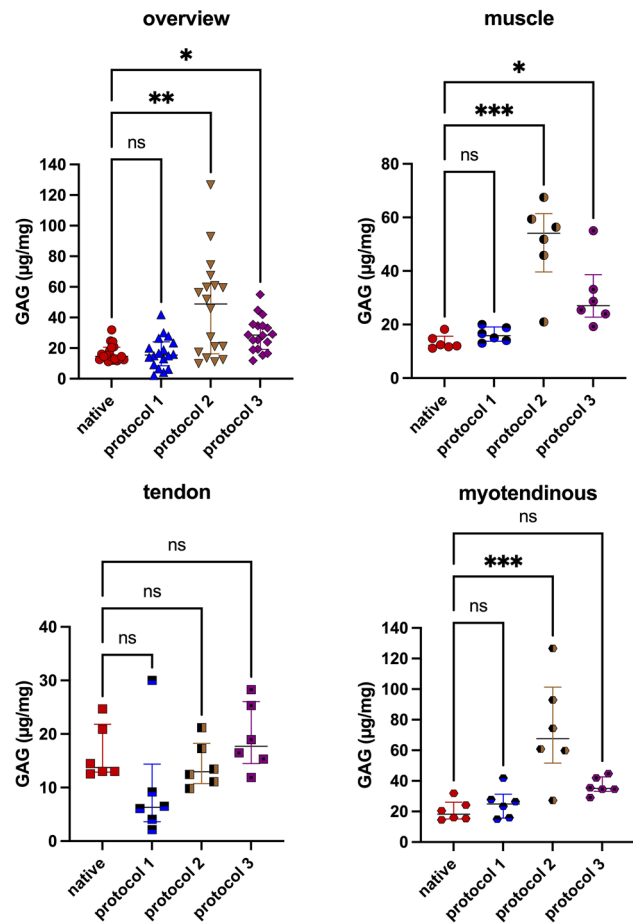 overview
*
**
ns
GAG (µg/mg)
140
120
100
80
60
40
20
0
native
protocol 1
protocol 2
protocol 3
muscle
*
***
ns
GAG (µg/mg)
80
60
40
20
0
native
protocol 1
protocol 2
protocol 3
tendon
ns
ns
ns
GAG (µg/mg)
40
30
20
10
0
native
protocol 1
protocol 2
protocol 3
myotendinous
ns
***
ns
GAG (µg/mg)
140
120
100
80
60
40
20
0
native
protocol 1
protocol 2
protocol 3